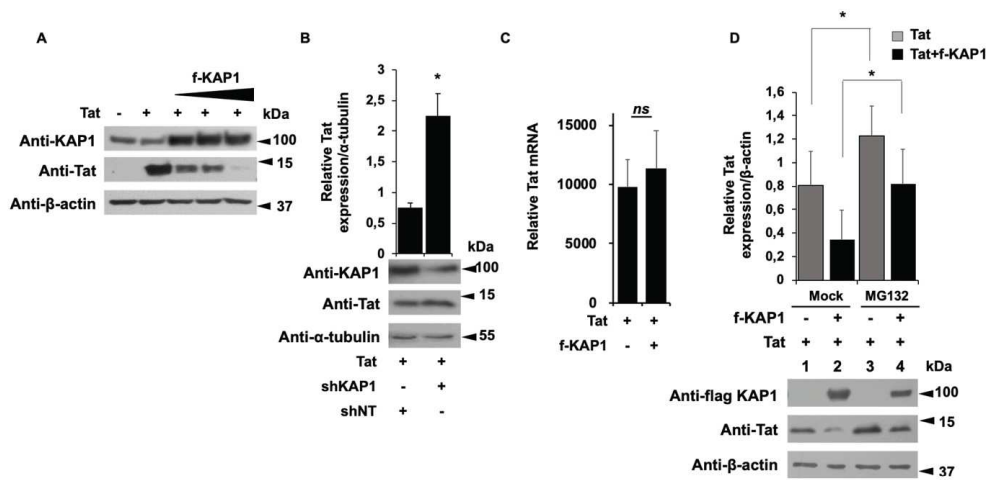 A
f-KAP1
Tat - + + + + kDa
Anti-KAP1 100
Anti-Tat 15
Anti-β-actin 37
B
Relative Tat
expression/α-tubulin
3
2,5
2
1,5
1
0,5
0
*
kDa
Anti-KAP1 100
Anti-Tat 15
Anti-α-tubulin 55
Tat + +
shKAP1 - +
shNT + -
C
Relative Tat mRNA
15000
10000
5000
0
ns
Tat + +
f-KAP1 - +
D
Tat
Tat+f-KAP1
*
*
Relative Tat
expression/β-actin
1,6
1,4
1,2
1
0,8
0,6
0,4
0,2
0
Mock MG132
f-KAP1 - + - +
Tat + + + +
1 2 3 4 kDa
Anti-flag KAP1 100
Anti-Tat 15
Anti-β-actin 37